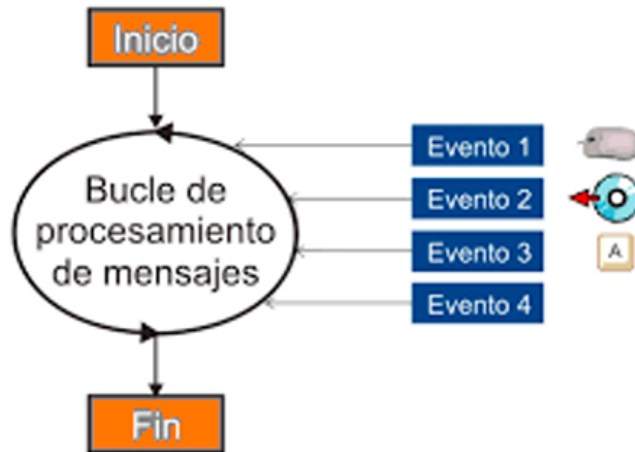 Inicio
Bucle de
procesamiento
de mensajes
Evento 1
Evento 2
Evento 3
A
Evento 4
Fin